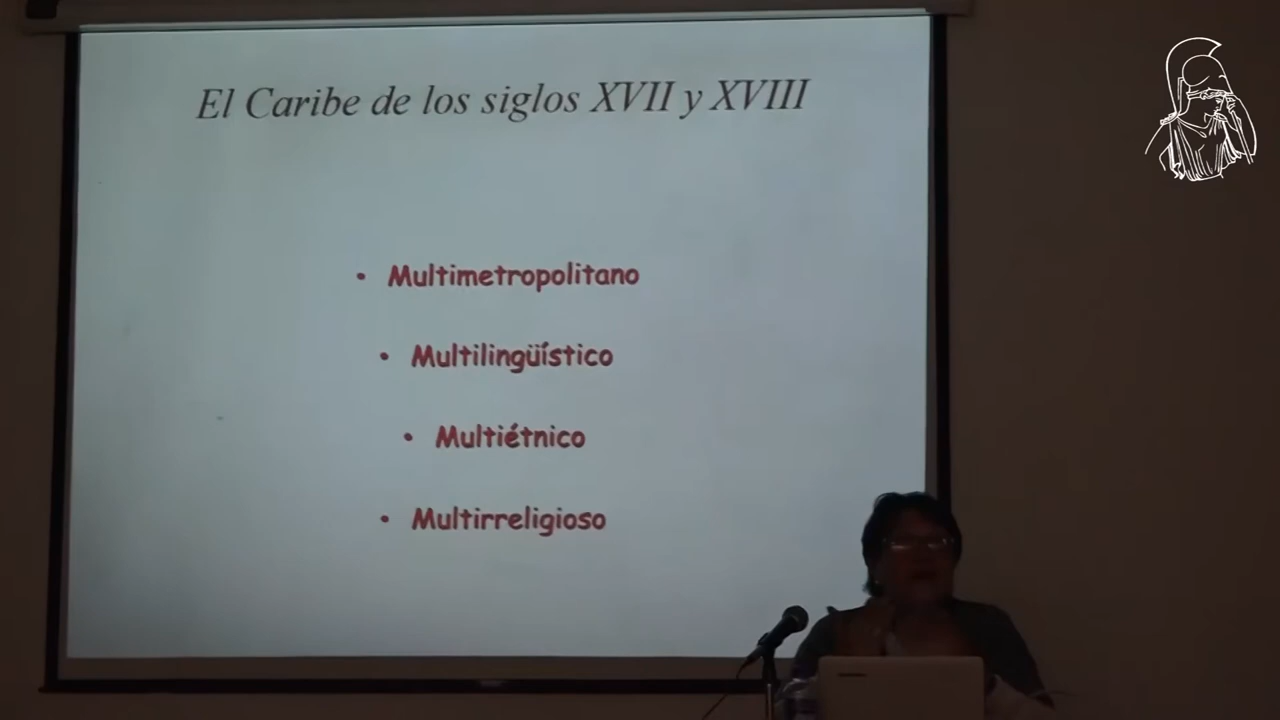 El Caribe de los siglos XVII y XVIII
• Multimetropolitano
• Multilingüístico
• Multiétnico
• Multirreligioso